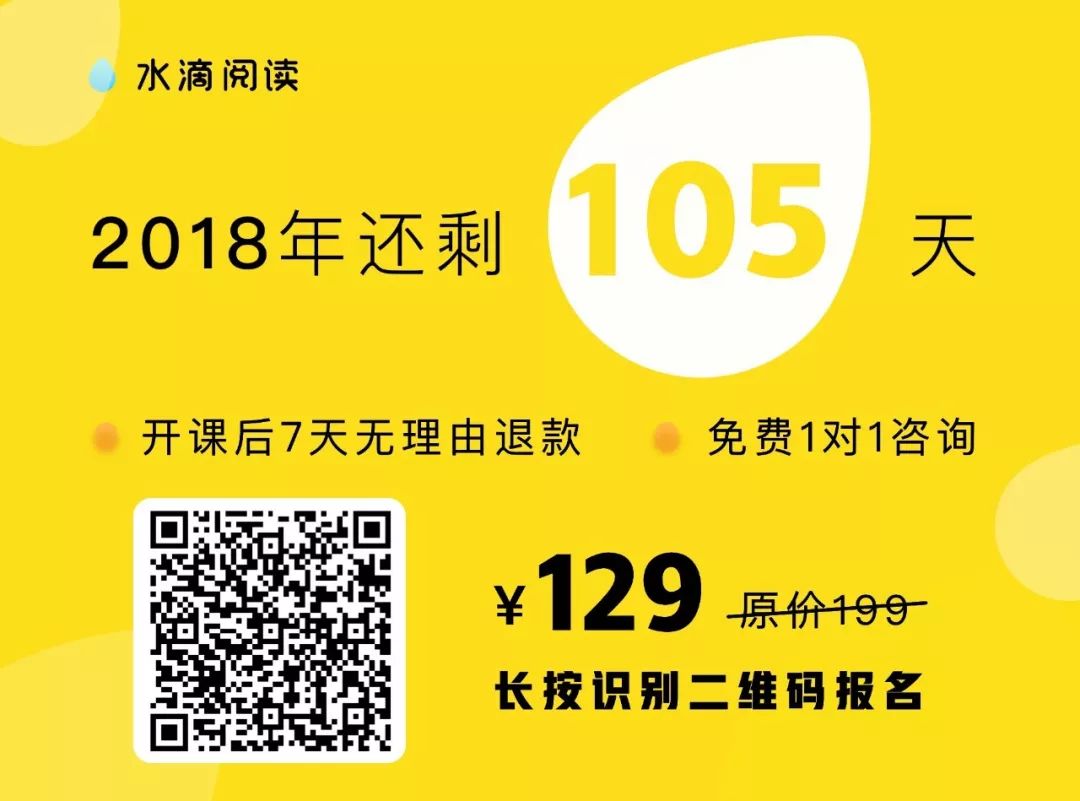 水滴阅读
2018年还剩 105 天
开课后7天无理由退款 免费1对1咨询
¥129 原价199
长按识别二维码报名